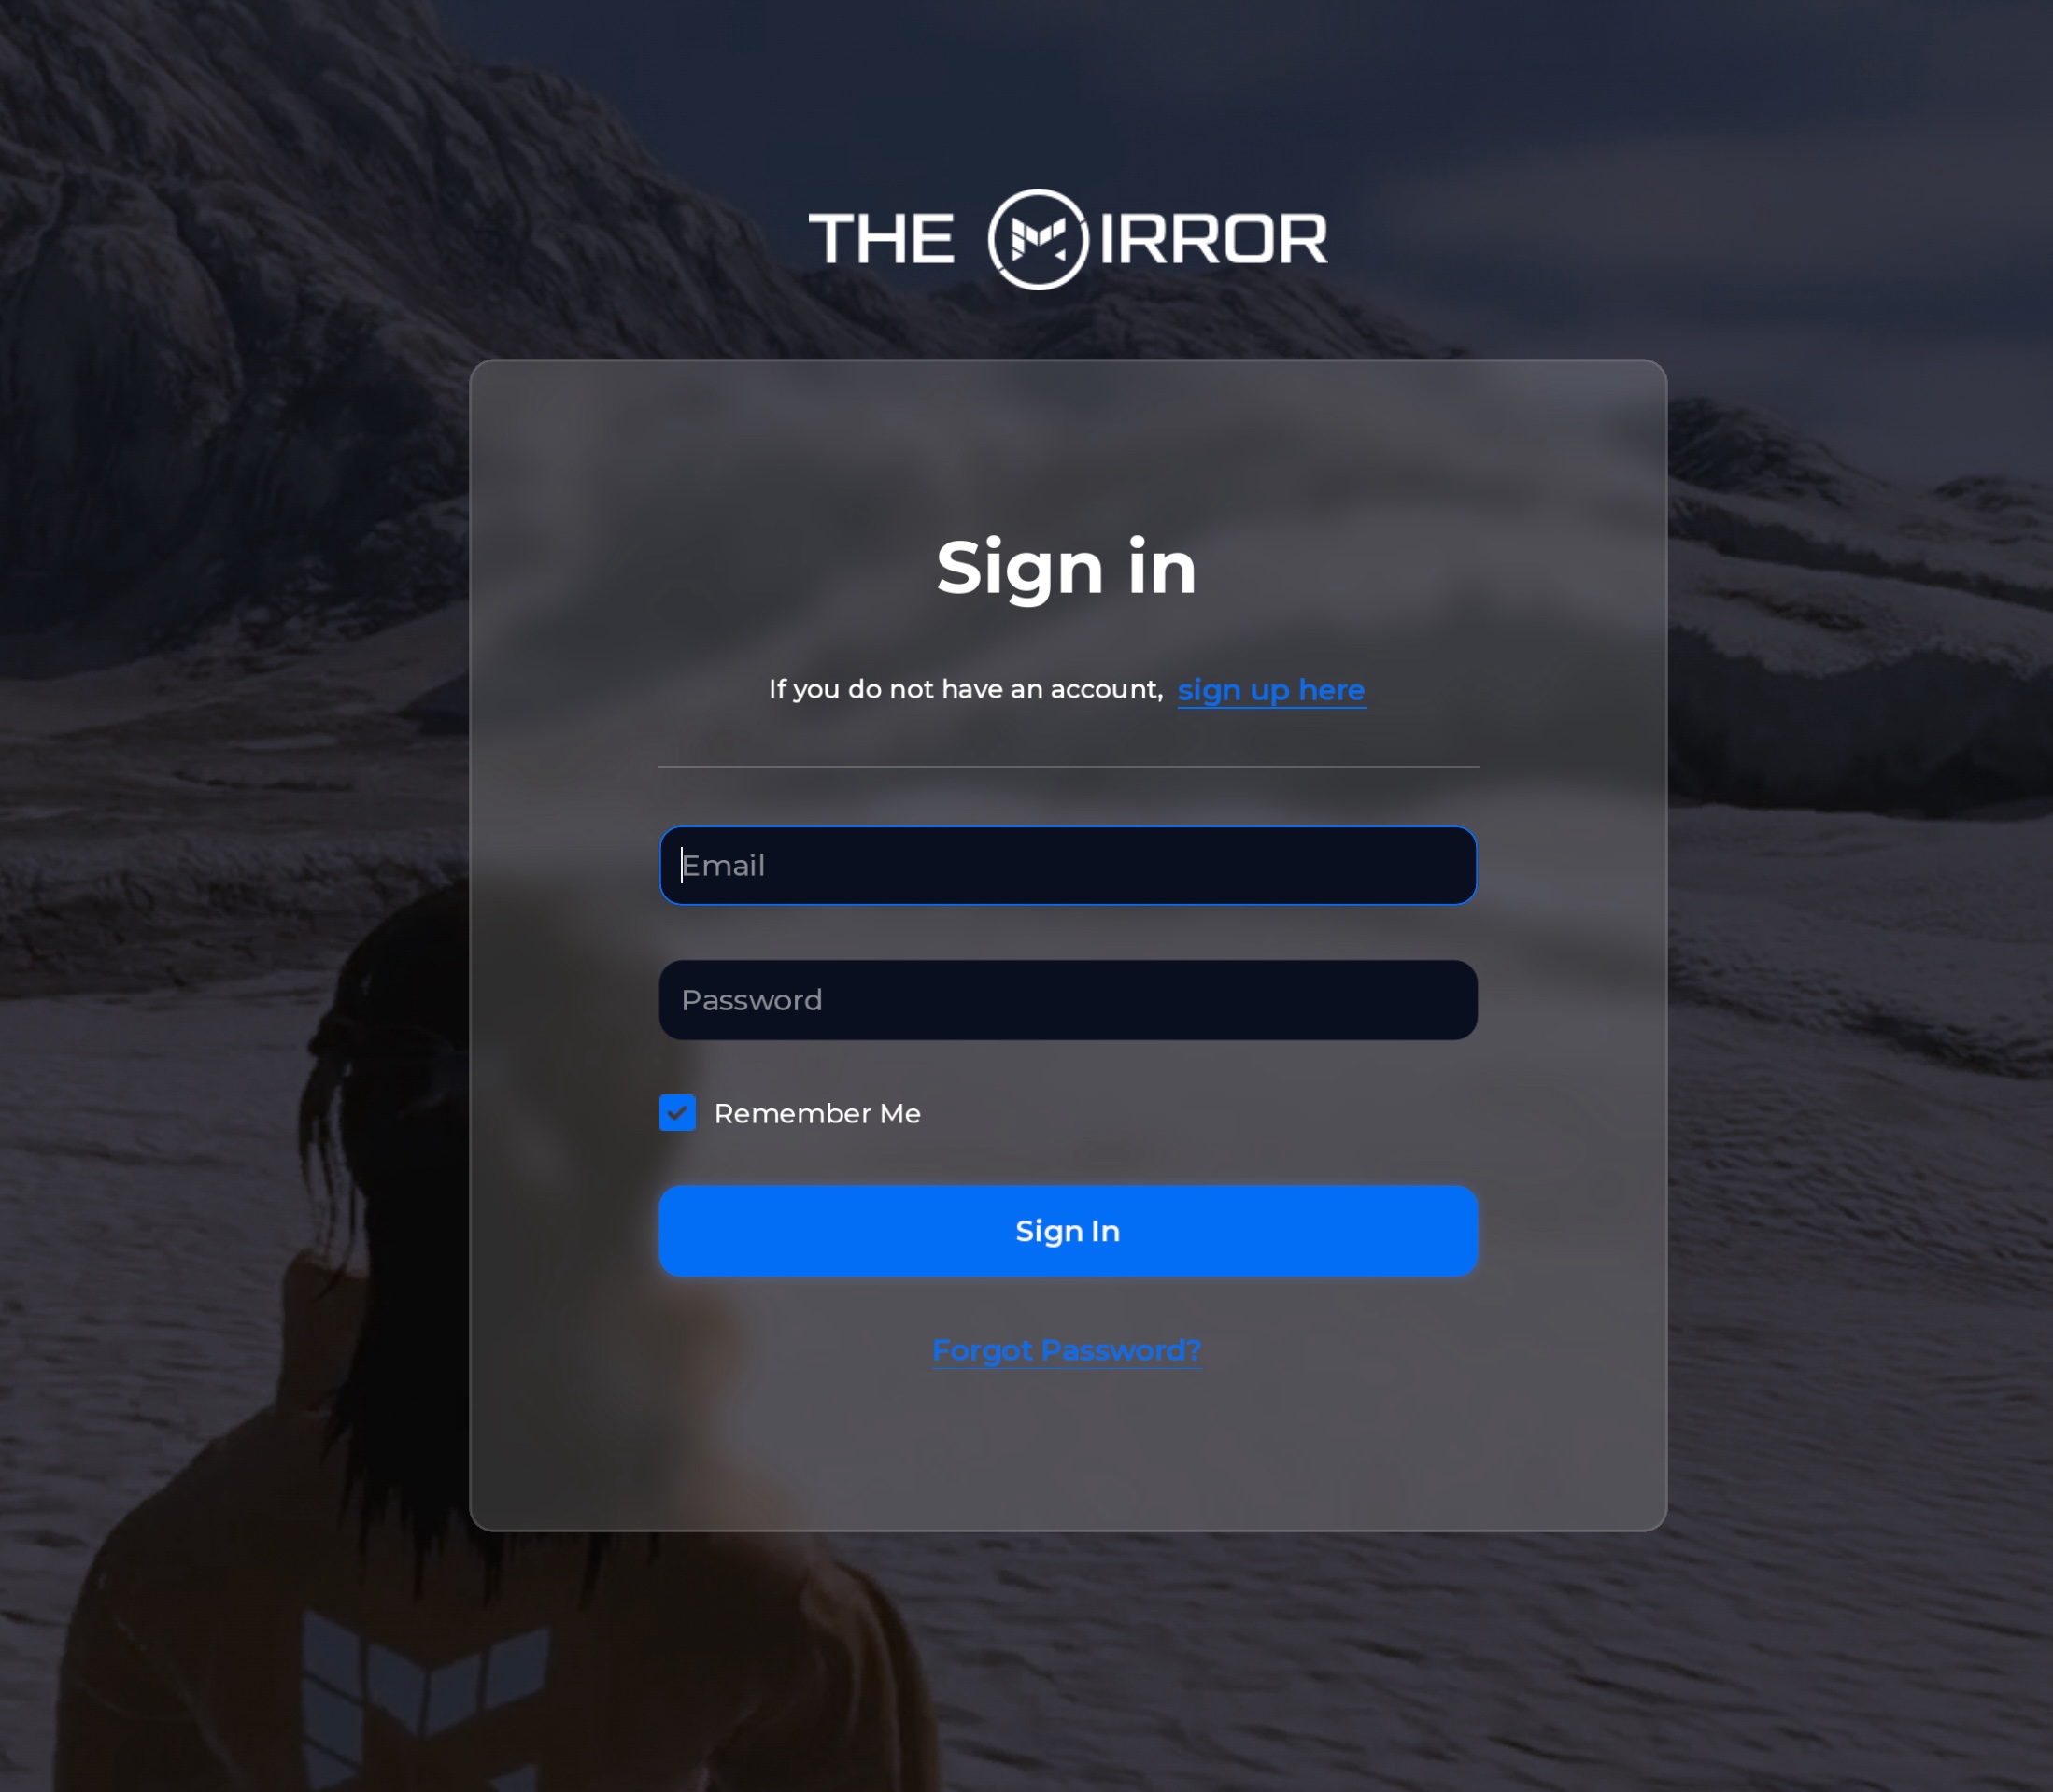 THE MIRROR
Sign in
If you do not have an account, sign up here
Email
Password
Remember Me
Sign In
Forgot Password?